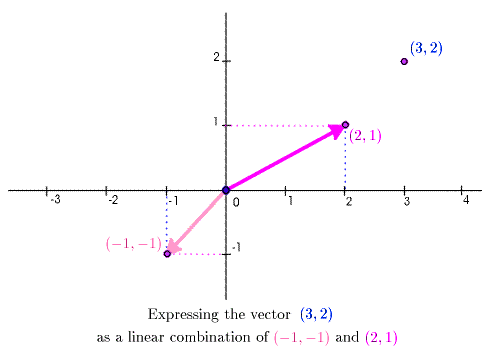 (3, 2)
2
1
(2, 1)
-3 -2 -1 0 1 2 3 4
(−1, −1)
-1
Expressing the vector (3, 2)
as a linear combination of (−1, −1) and (2, 1)